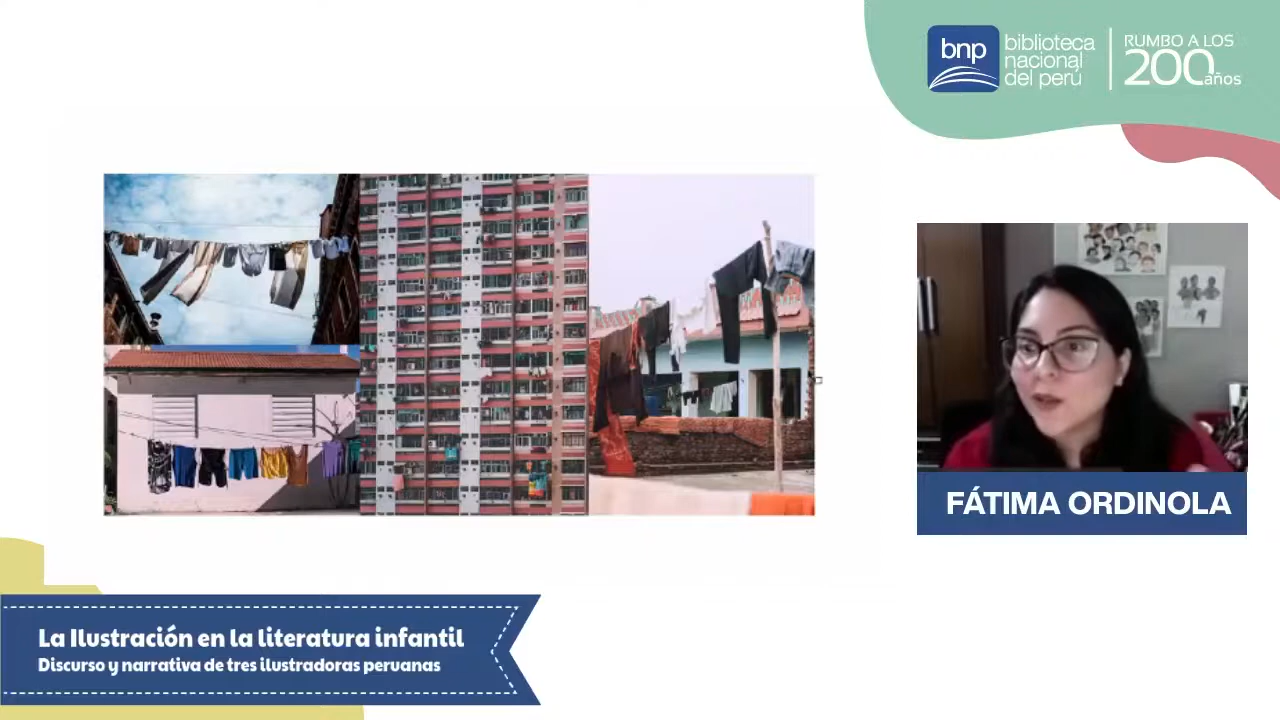 bnp
biblioteca
nacional
del perú
RUMBO A LOS
200
años
FÁTIMA ORDINOLA
La Ilustración en la literatura infantil
Discurso y narrativa de tres ilustradoras peruanas